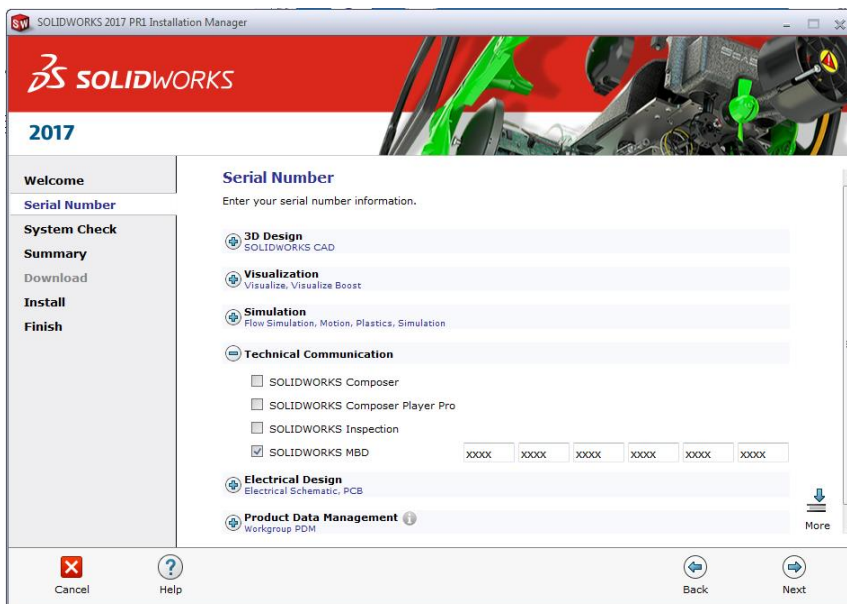 SW
SOLIDWORKS 2017 PR1 Installation Manager
SOLIDWORKS
2017
Welcome
Serial Number
System Check
Summary
Download
Install
Finish
Serial Number
Enter your serial number information.
3D Design
SOLIDWORKS CAD
Visualization
Visualize, Visualize Boost
Simulation
Flow Simulation, Motion, Plastics, Simulation
Technical Communication
SOLIDWORKS Composer
SOLIDWORKS Composer Player Pro
SOLIDWORKS Inspection
SOLIDWORKS MBD xxxx xxxx xxxx xxxx xxxx xxxx
Electrical Design
Electrical Schematic, PCB
Product Data Management
Workgroup PDM
More
Cancel Help Back Next